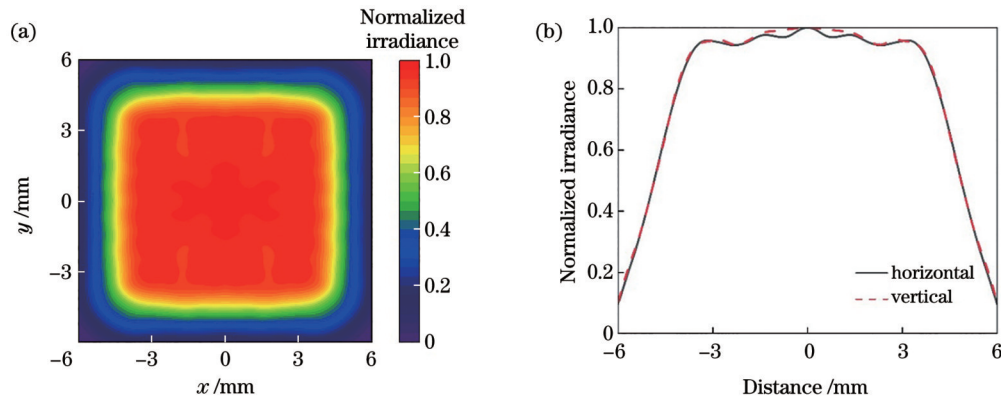 (a)
Normalized
irradiance
6
3
0
−3
−6
−3
0
3
6
y /mm
x /mm
1.0
0.8
0.6
0.4
0.2
0
(b)
1.0
0.8
0.6
0.4
0.2
0
−6
−3
0
3
6
Normalized irradiance
Distance /mm
horizontal
vertical